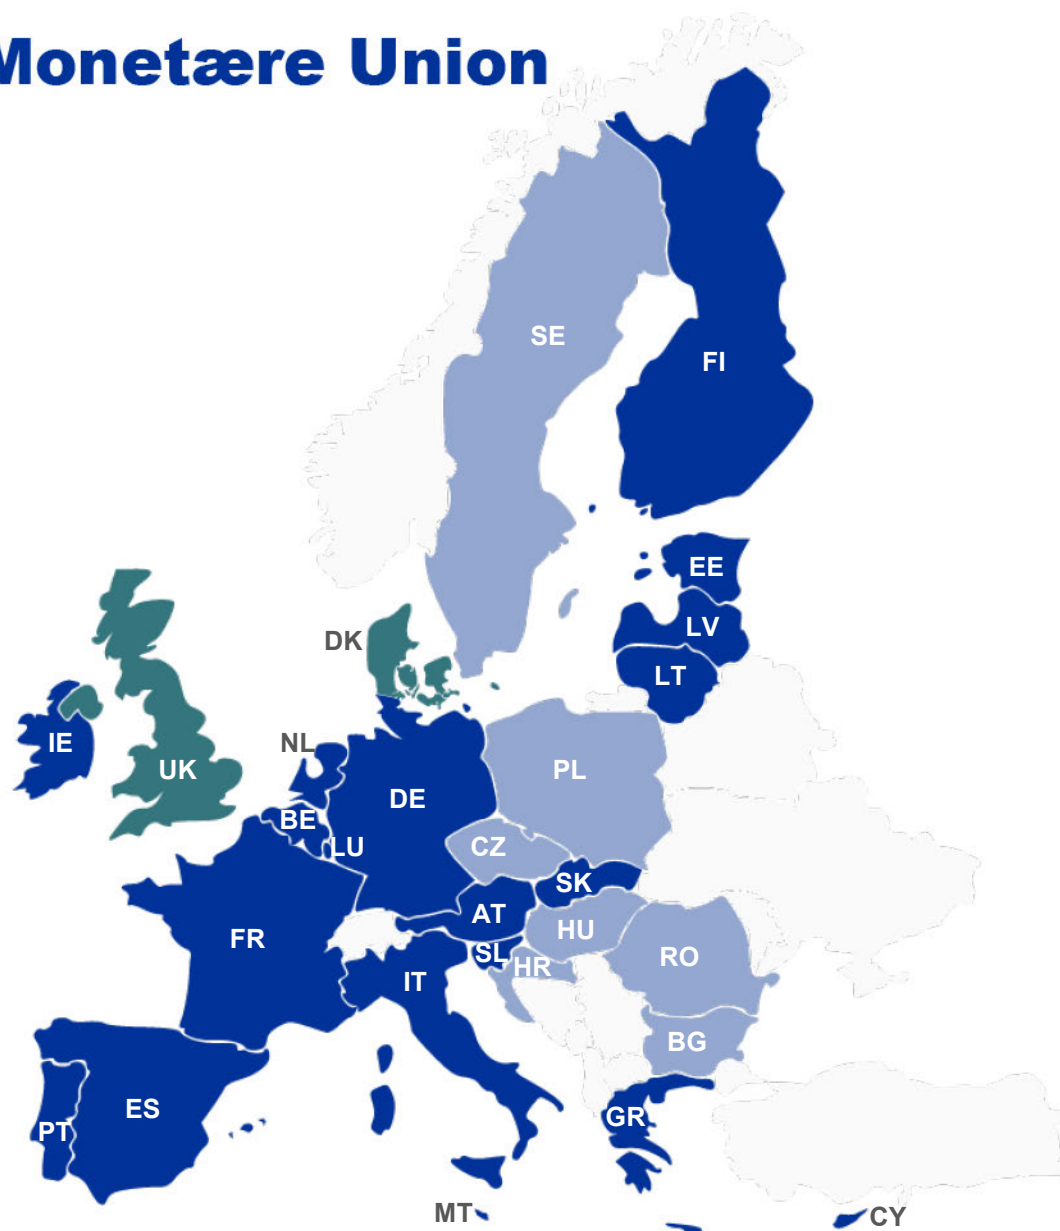 Monetære Union
SE
FI
EE
LV
LT
DK
IE
UK
NL
BE
LU
DE
PL
CZ
SK
AT
HU
SL
HR
RO
BG
FR
IT
ES
PT
GR
MT
CY